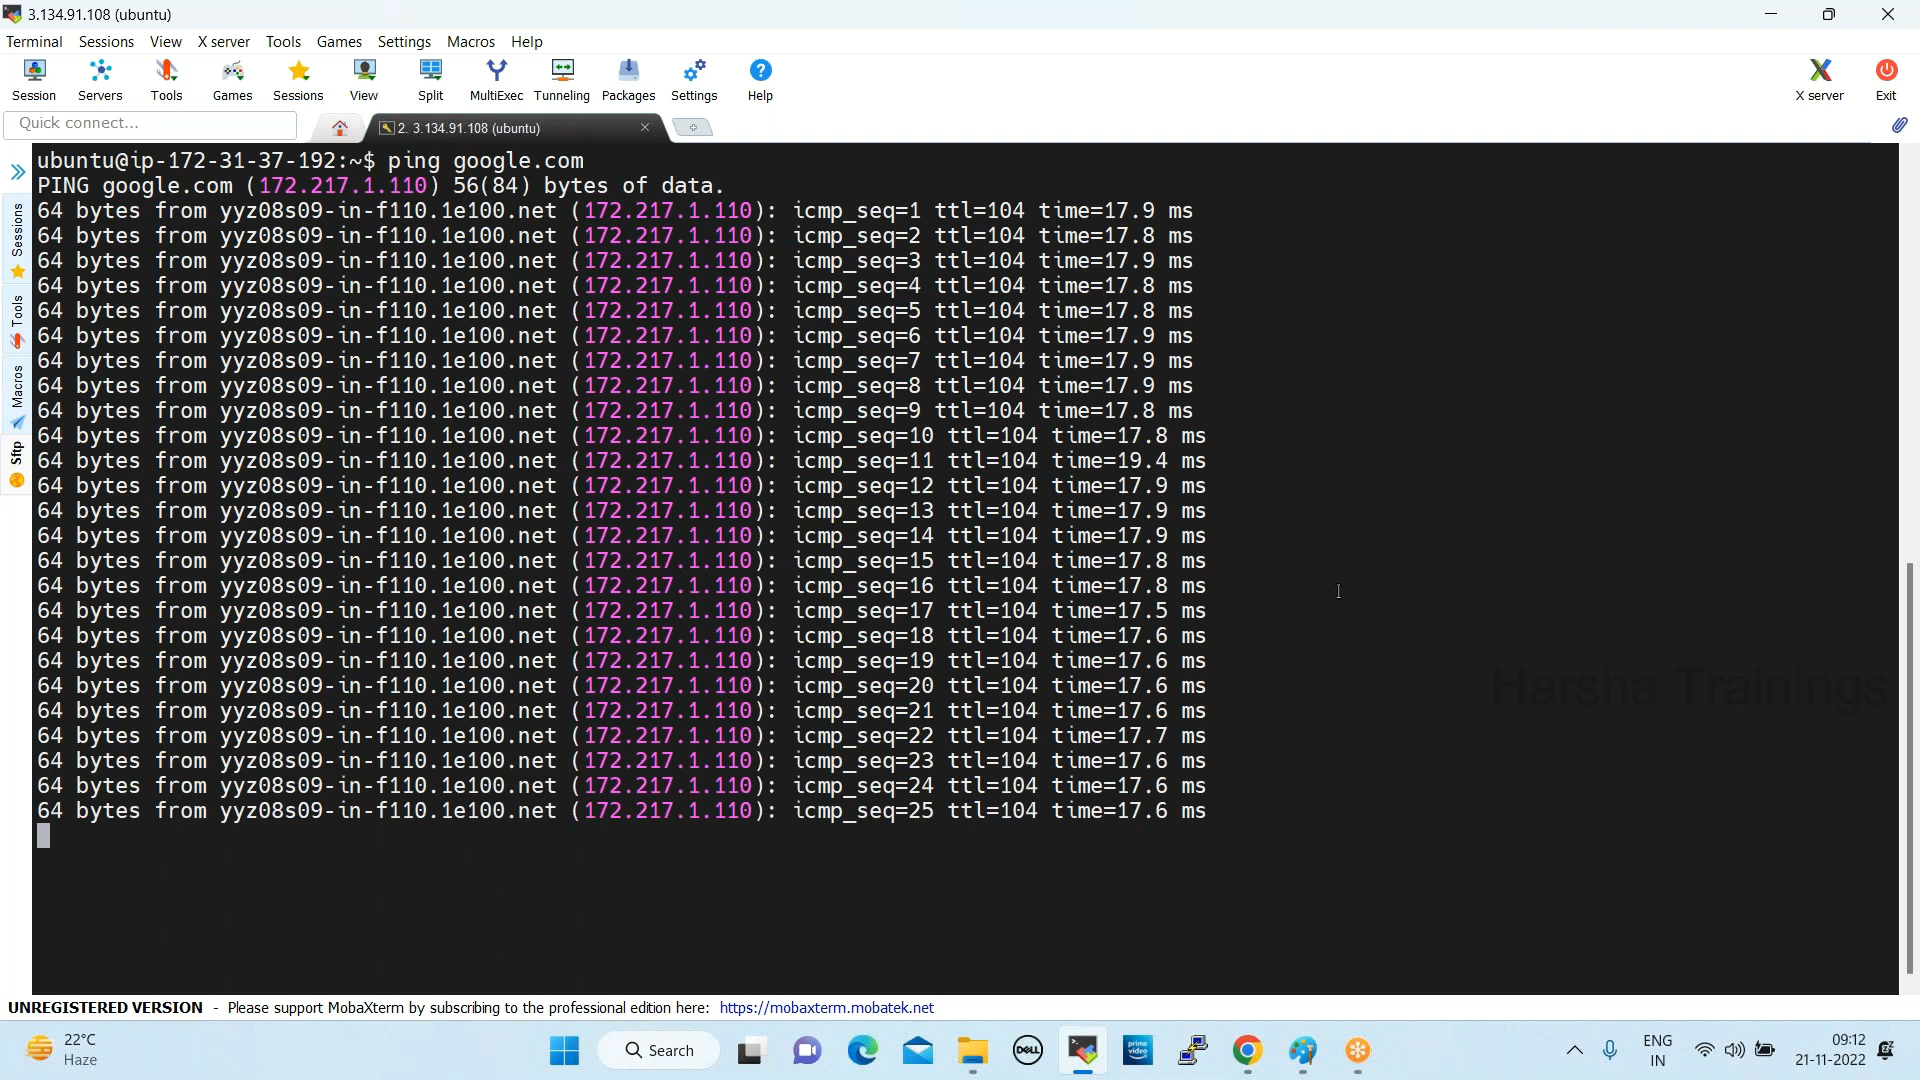 3.134.91.108 (ubuntu)
Terminal Sessions View X server Tools Games Settings Macros Help
Session Servers Tools Games Sessions View Split MultiExec Tunneling Packages Settings Help X server Exit
Quick connect... 2. 3.134.91.108 (ubuntu)
ubuntu@ip-172-31-37-192:~$ ping google.com
PING google.com (172.217.1.110) 56(84) bytes of data.
64 bytes from yyz08s09-in-f110.1e100.net (172.217.1.110): icmp_seq=1 ttl=104 time=17.9 ms
64 bytes from yyz08s09-in-f110.1e100.net (172.217.1.110): icmp_seq=2 ttl=104 time=17.8 ms
64 bytes from yyz08s09-in-f110.1e100.net (172.217.1.110): icmp_seq=3 ttl=104 time=17.9 ms
64 bytes from yyz08s09-in-f110.1e100.net (172.217.1.110): icmp_seq=4 ttl=104 time=17.8 ms
64 bytes from yyz08s09-in-f110.1e100.net (172.217.1.110): icmp_seq=5 ttl=104 time=17.8 ms
64 bytes from yyz08s09-in-f110.1e100.net (172.217.1.110): icmp_seq=6 ttl=104 time=17.9 ms
64 bytes from yyz08s09-in-f110.1e100.net (172.217.1.110): icmp_seq=7 ttl=104 time=17.9 ms
64 bytes from yyz08s09-in-f110.1e100.net (172.217.1.110): icmp_seq=8 ttl=104 time=17.9 ms
64 bytes from yyz08s09-in-f110.1e100.net (172.217.1.110): icmp_seq=9 ttl=104 time=17.8 ms
64 bytes from yyz08s09-in-f110.1e100.net (172.217.1.110): icmp_seq=10 ttl=104 time=17.8 ms
64 bytes from yyz08s09-in-f110.1e100.net (172.217.1.110): icmp_seq=11 ttl=104 time=19.4 ms
64 bytes from yyz08s09-in-f110.1e100.net (172.217.1.110): icmp_seq=12 ttl=104 time=17.9 ms
64 bytes from yyz08s09-in-f110.1e100.net (172.217.1.110): icmp_seq=13 ttl=104 time=17.9 ms
64 bytes from yyz08s09-in-f110.1e100.net (172.217.1.110): icmp_seq=14 ttl=104 time=17.9 ms
64 bytes from yyz08s09-in-f110.1e100.net (172.217.1.110): icmp_seq=15 ttl=104 time=17.8 ms
64 bytes from yyz08s09-in-f110.1e100.net (172.217.1.110): icmp_seq=16 ttl=104 time=17.8 ms
64 bytes from yyz08s09-in-f110.1e100.net (172.217.1.110): icmp_seq=17 ttl=104 time=17.5 ms
64 bytes from yyz08s09-in-f110.1e100.net (172.217.1.110): icmp_seq=18 ttl=104 time=17.6 ms
64 bytes from yyz08s09-in-f110.1e100.net (172.217.1.110): icmp_seq=19 ttl=104 time=17.6 ms
64 bytes from yyz08s09-in-f110.1e100.net (172.217.1.110): icmp_seq=20 ttl=104 time=17.6 ms
64 bytes from yyz08s09-in-f110.1e100.net (172.217.1.110): icmp_seq=21 ttl=104 time=17.6 ms
64 bytes from yyz08s09-in-f110.1e100.net (172.217.1.110): icmp_seq=22 ttl=104 time=17.7 ms
64 bytes from yyz08s09-in-f110.1e100.net (172.217.1.110): icmp_seq=23 ttl=104 time=17.6 ms
64 bytes from yyz08s09-in-f110.1e100.net (172.217.1.110): icmp_seq=24 ttl=104 time=17.6 ms
64 bytes from yyz08s09-in-f110.1e100.net (172.217.1.110): icmp_seq=25 ttl=104 time=17.6 ms
Sessions
Tools
Macros
Sftp
Harsha Trainings
UNREGISTERED VERSION - Please support MobaXterm by subscribing to the professional edition here: https://mobaxterm.mobatek.net
22°C
Haze
Search
DELL
prime video
ENG
IN
09:12
21-11-2022